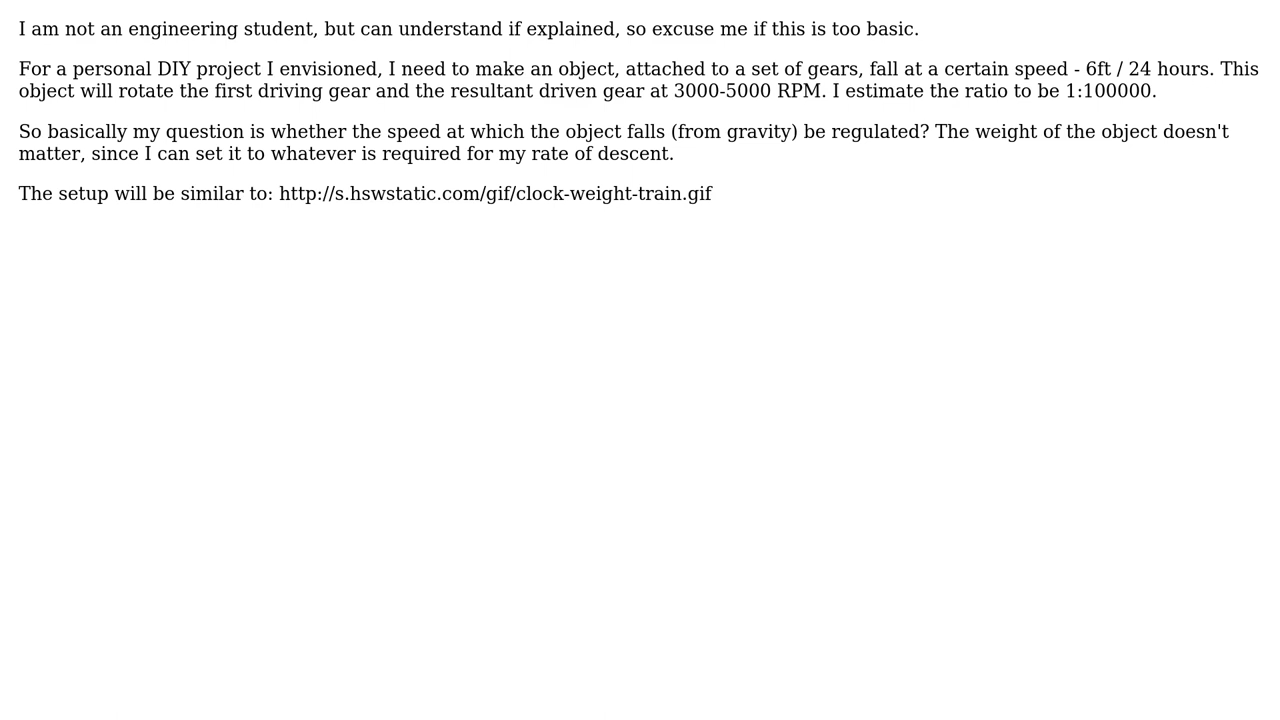 I am not an engineering student, but can understand if explained, so excuse me if this is too basic.
For a personal DIY project I envisioned, I need to make an object, attached to a set of gears, fall at a certain speed - 6ft / 24 hours. This
object will rotate the first driving gear and the resultant driven gear at 3000-5000 RPM. I estimate the ratio to be 1:100000.
So basically my question is whether the speed at which the object falls (from gravity) be regulated? The weight of the object doesn't
matter, since I can set it to whatever is required for my rate of descent.
The setup will be similar to: http://s.hswstatic.com/gif/clock-weight-train.gif